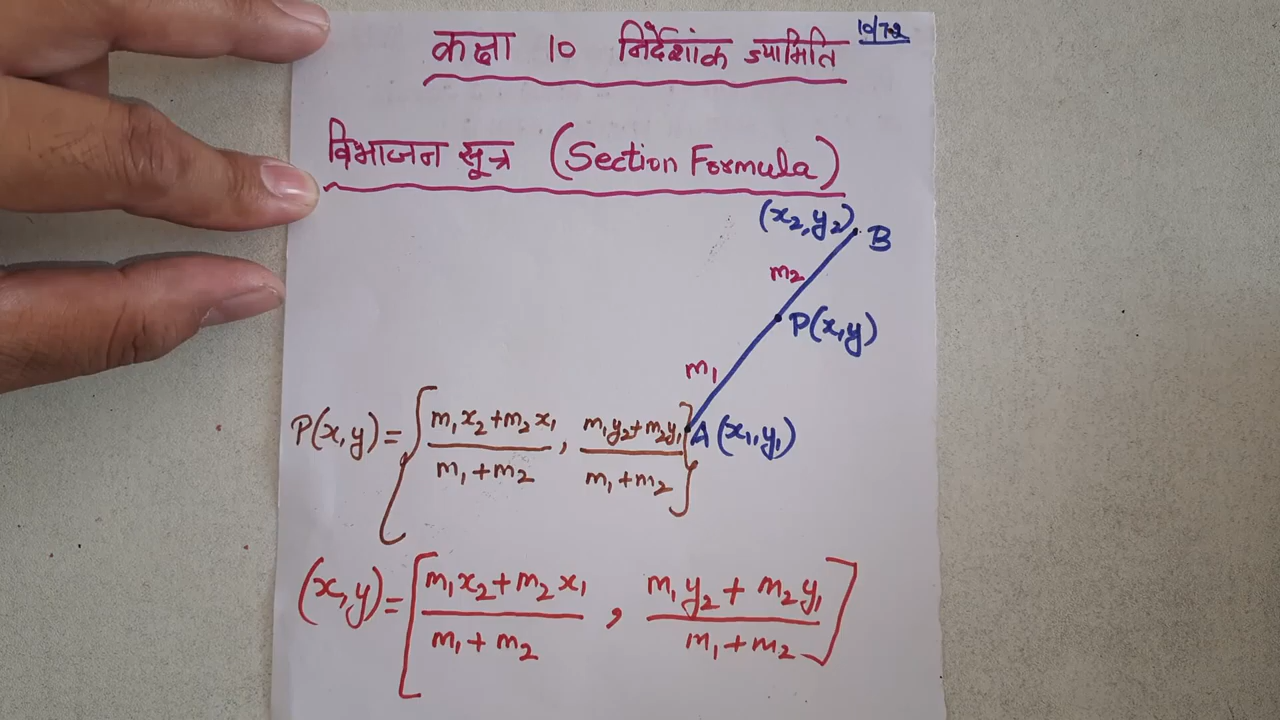 कक्षा 10 निर्देशांक ज्यामिति
विभाजन सूत्र (Section Formula)
(x₂, y₂) B
m₂
P(x, y)
m₁
A (x₁, y₁)
P(x, y) = [ m₁x₂+m₂x₁ / m₁+m₂ , m₁y₂+m₂y₁ / m₁+m₂ ]
(x, y) = [ m₁x₂+m₂x₁ / m₁+m₂ , m₁y₂+m₂y₁ / m₁+m₂ ]